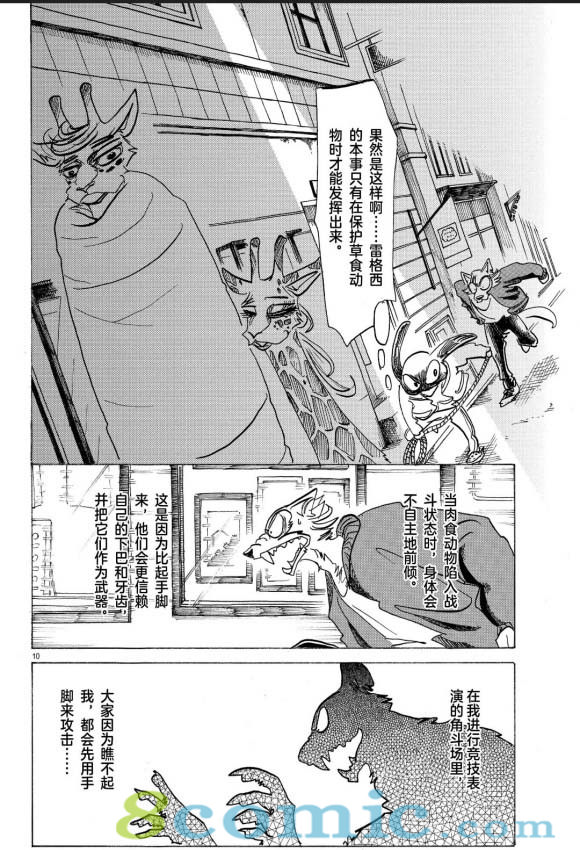 果然是这样啊……雷格西
的本事只有在保护草食动
物时才能发挥出来。
当肉食动物陷入战
斗状态时，身体会
不自主地前倾。
这是因为比起手脚
来，他们会更信赖
自己的下巴和牙齿，
并把它们作为武器。
10
在我进行竞技表
演的角斗场里，
大家因为瞧不起
我，都会先用手
脚来攻击……
8comic.com